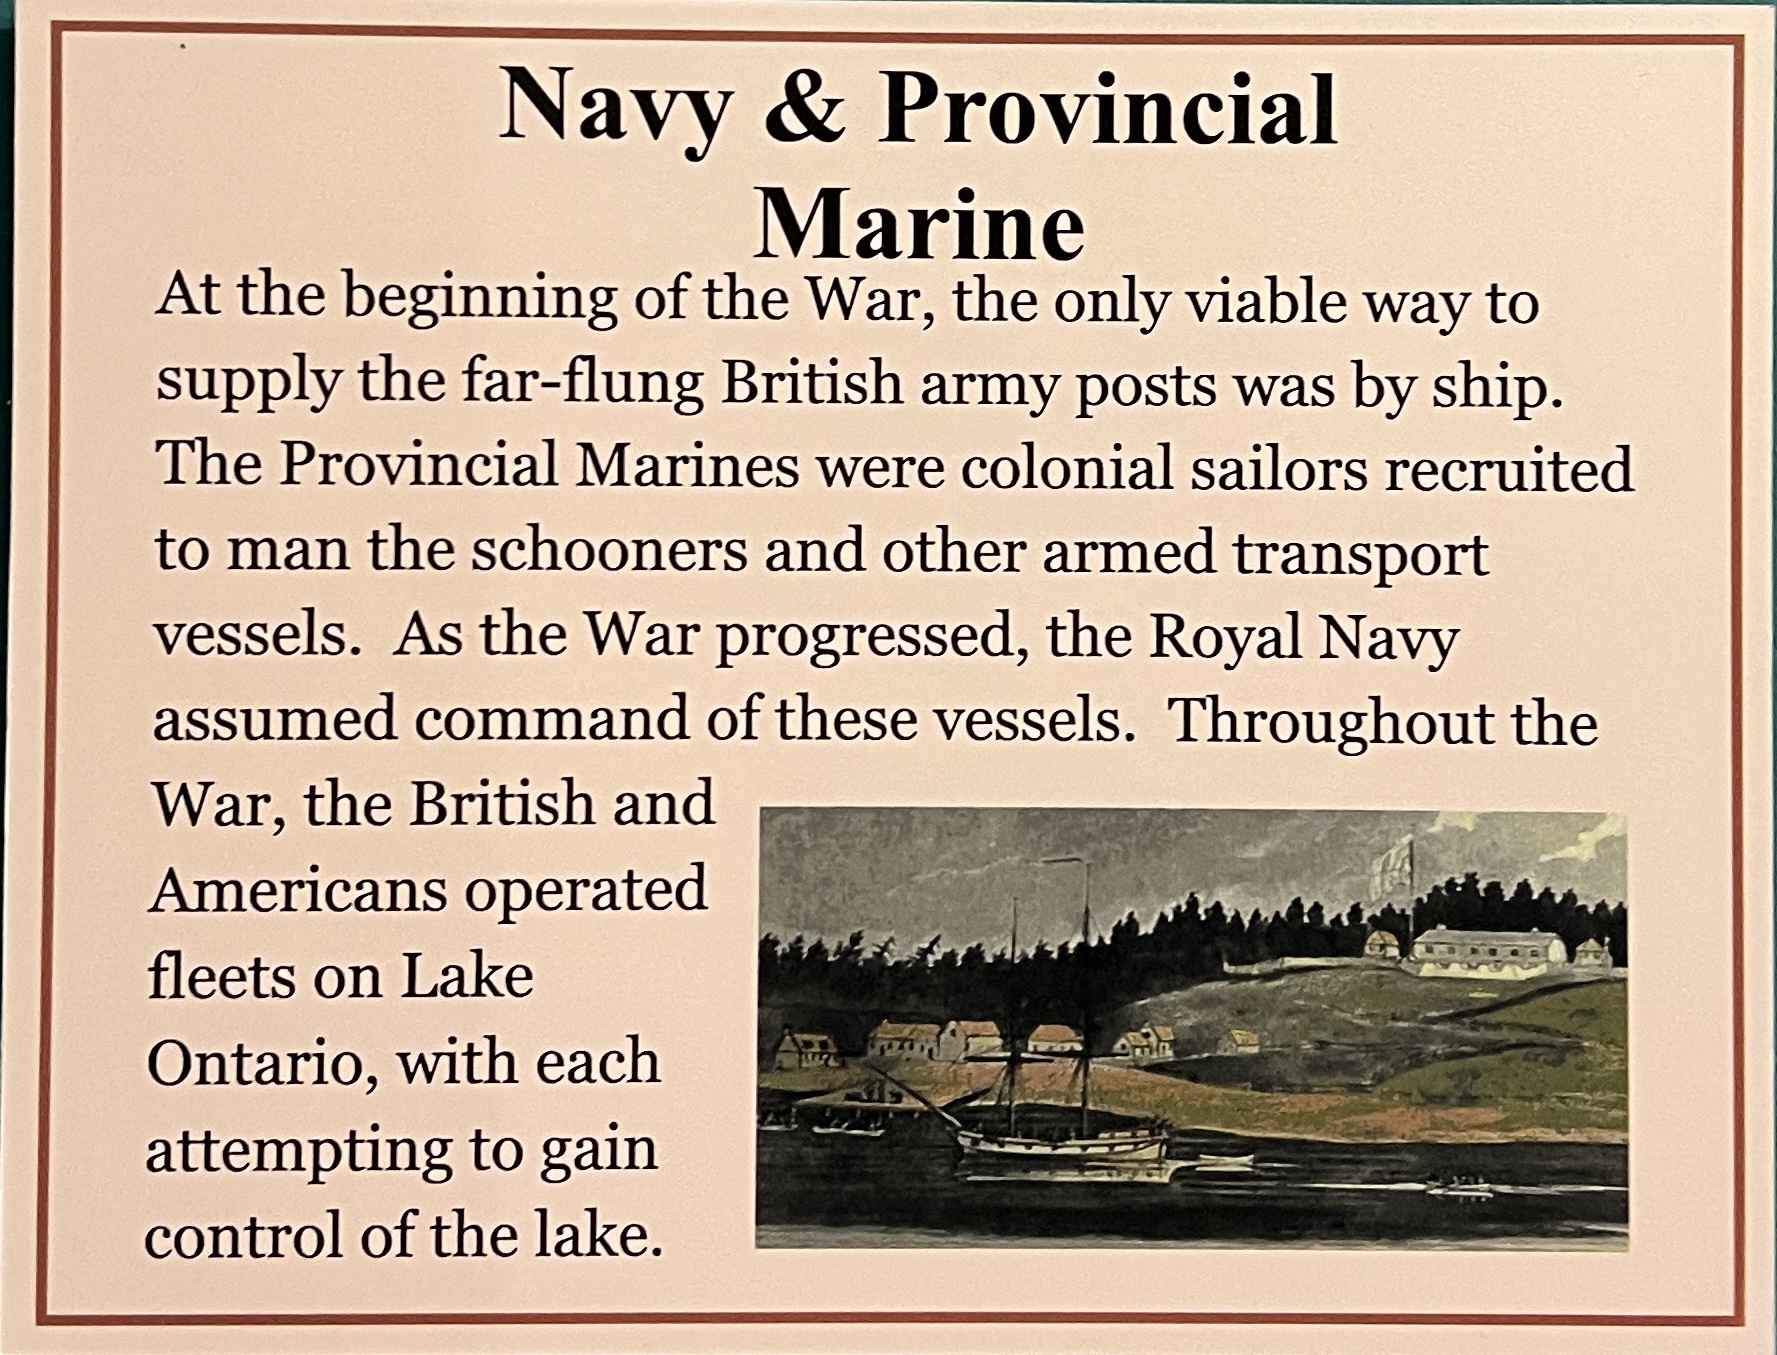 Navy & Provincial
Marine
At the beginning of the War, the only viable way to
supply the far-flung British army posts was by ship.
The Provincial Marines were colonial sailors recruited
to man the schooners and other armed transport
vessels.  As the War progressed, the Royal Navy
assumed command of these vessels.  Throughout the
War, the British and
Americans operated
fleets on Lake
Ontario, with each
attempting to gain
control of the lake.